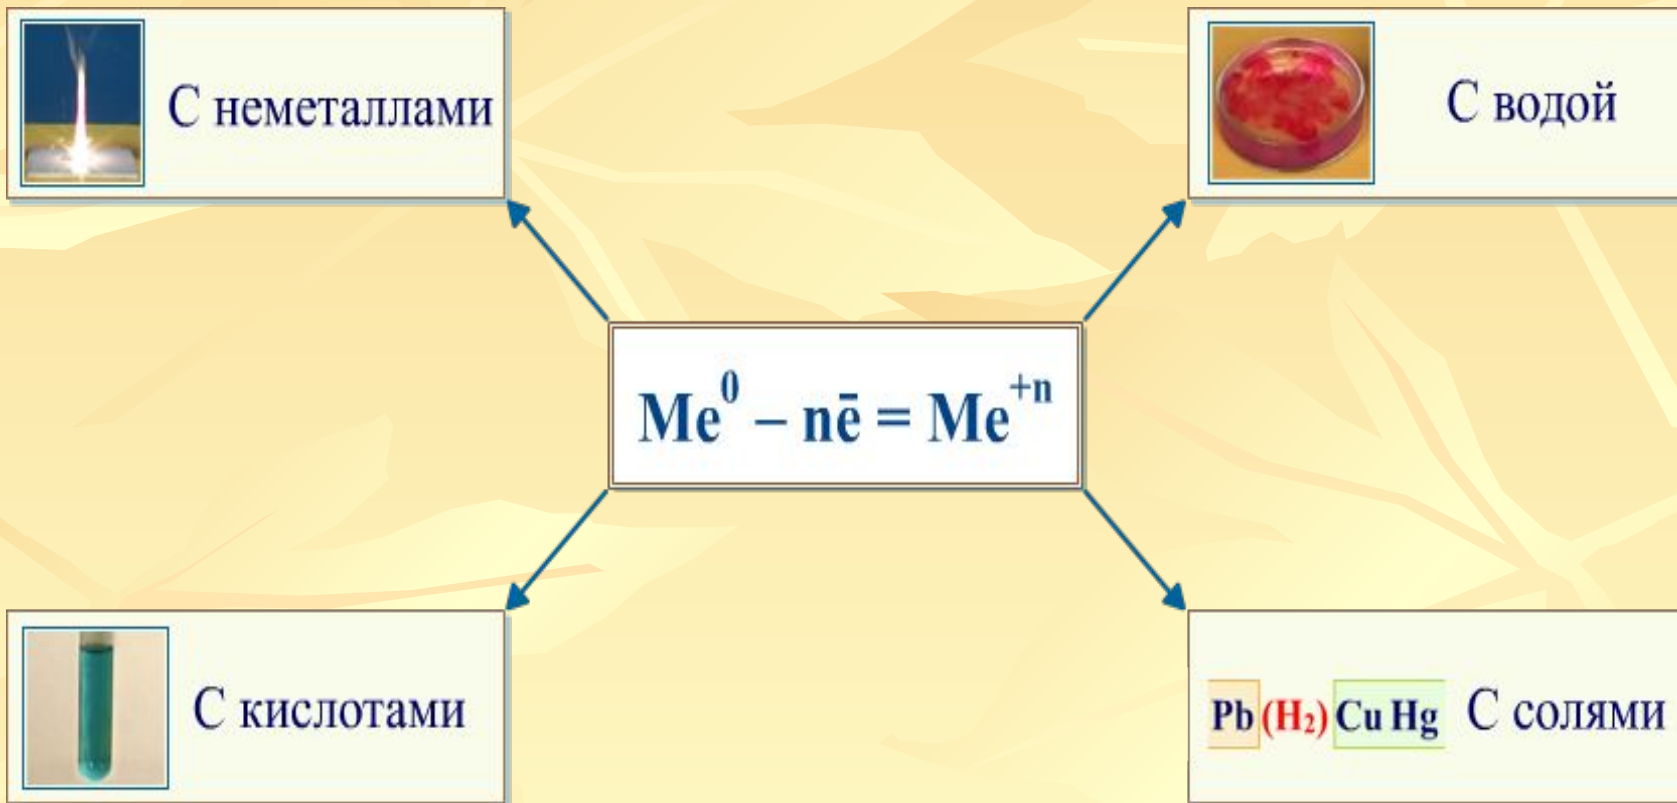 С неметаллами
С водой
Me⁰ – nē = Me⁺ⁿ
С кислотами
Pb (H₂) Cu Hg С солями